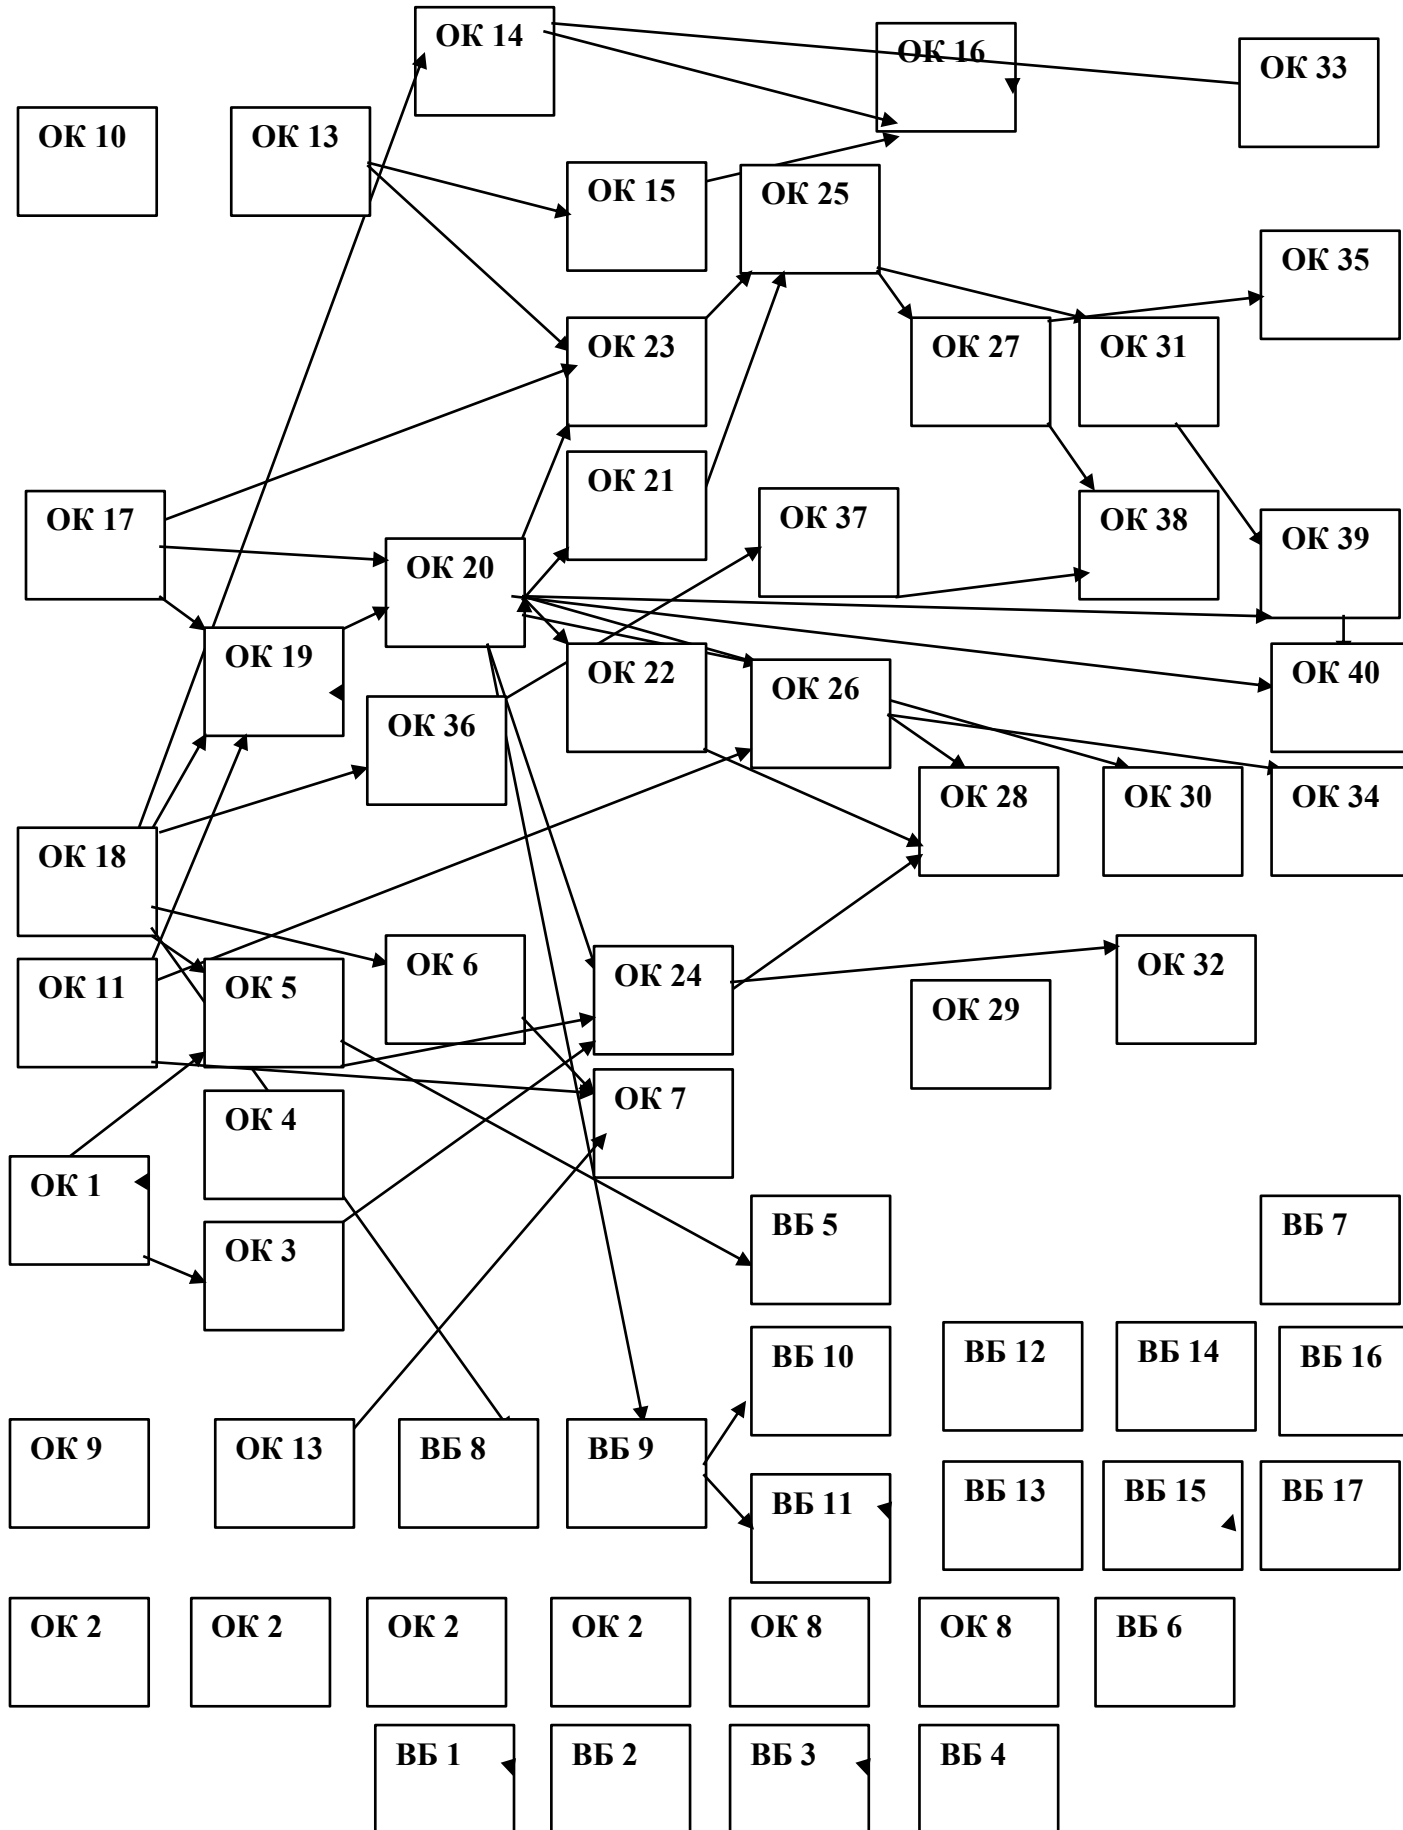 ОК 14
ОК 16
ОК 33
ОК 10
ОК 13
ОК 15
ОК 25
ОК 35
ОК 23
ОК 27
ОК 31
ОК 21
ОК 17
ОК 37
ОК 38
ОК 39
ОК 20
ОК 19
ОК 22
ОК 26
ОК 40
ОК 36
ОК 28
ОК 30
ОК 34
ОК 18
ОК 11
ОК 5
ОК 6
ОК 24
ОК 32
ОК 29
ОК 4
ОК 7
ОК 1
ОК 3
ВБ 5
ВБ 7
ВБ 10
ВБ 12
ВБ 14
ВБ 16
ОК 9
ОК 13
ВБ 8
ВБ 9
ВБ 11
ВБ 13
ВБ 15
ВБ 17
ОК 2
ОК 2
ОК 2
ОК 2
ОК 8
ОК 8
ВБ 6
ВБ 1
ВБ 2
ВБ 3
ВБ 4